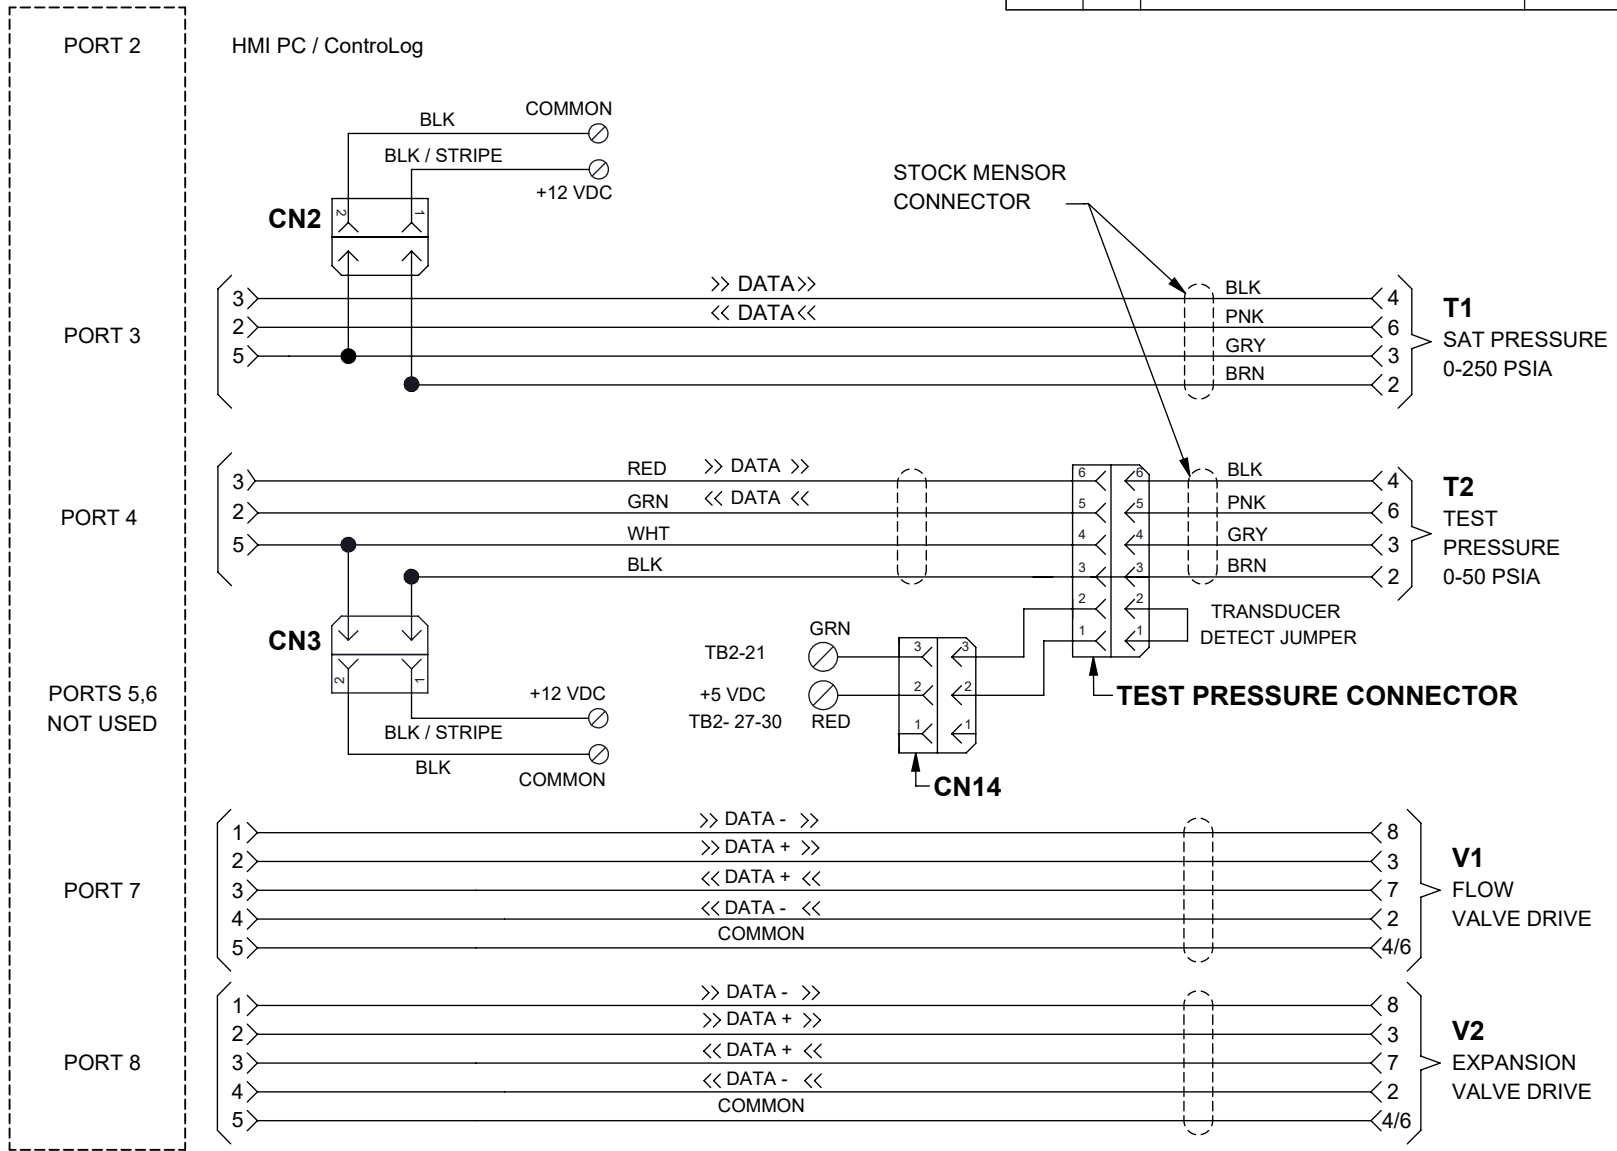 PORT 2
HMI PC / ControLog
COMMON
BLK
BLK / STRIPE
+12 VDC
CN2
2
1
STOCK MENSOR
CONNECTOR
PORT 3
3
>> DATA>>
BLK
4
2
<< DATA<<
PNK
6
5
GRY
3
BRN
2
T1
SAT PRESSURE
0-250 PSIA
PORT 4
3
RED
>> DATA >>
6
6
BLK
4
2
GRN
<< DATA <<
5
5
PNK
6
5
WHT
4
4
GRY
3
BLK
3
3
BRN
2
T2
TEST
PRESSURE
0-50 PSIA
2
2
1
1
TRANSDUCER
DETECT JUMPER
TEST PRESSURE CONNECTOR
CN3
2
1
+12 VDC
BLK / STRIPE
BLK
COMMON
GRN
TB2-21
+5 VDC
TB2- 27-30
RED
3
3
2
2
1
1
CN14
PORTS 5,6
NOT USED
PORT 7
1
>> DATA - >>
8
2
>> DATA + >>
3
3
<< DATA + <<
7
4
<< DATA - <<
2
5
COMMON
4/6
V1
FLOW
VALVE DRIVE
PORT 8
1
>> DATA - >>
8
2
>> DATA + >>
3
3
<< DATA + <<
7
4
<< DATA - <<
2
5
COMMON
4/6
V2
EXPANSION
VALVE DRIVE